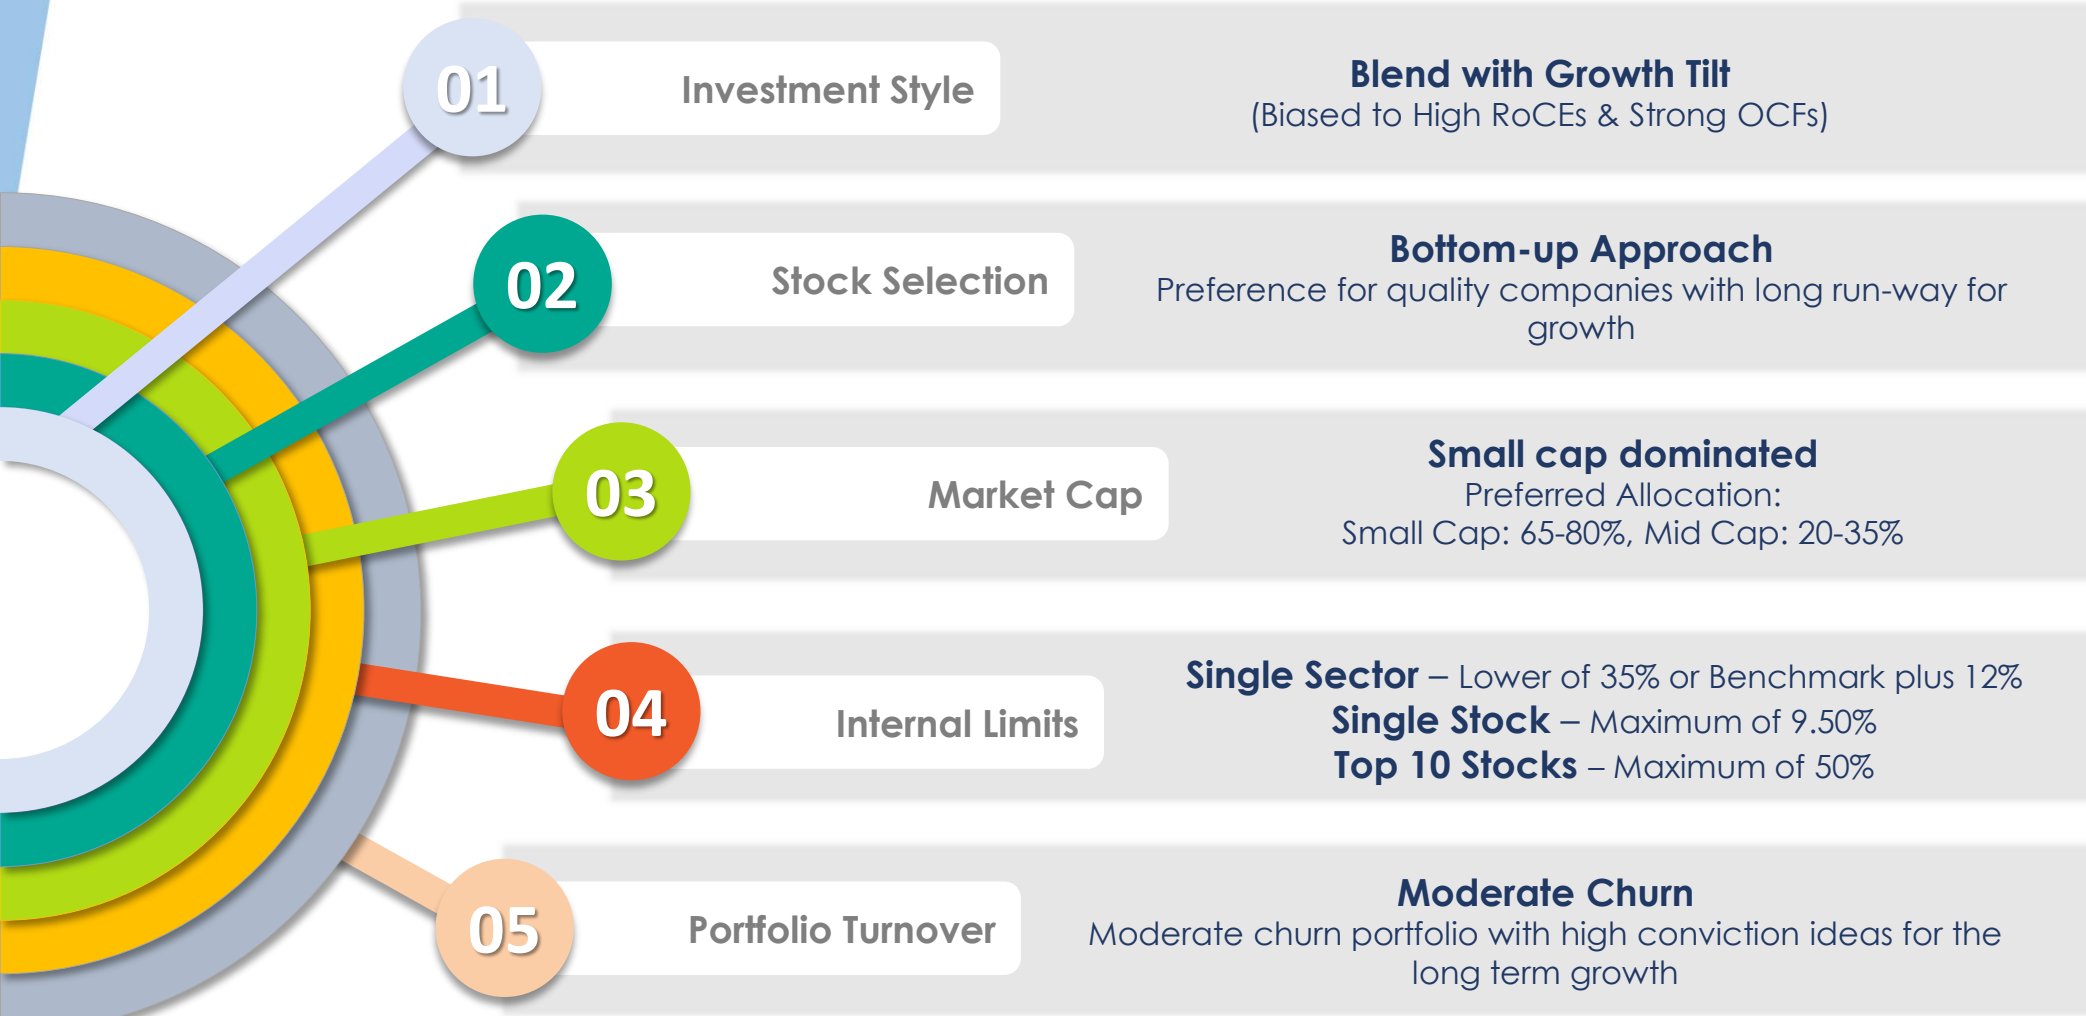 01
Investment Style
Blend with Growth Tilt
(Biased to High RoCEs & Strong OCFs)
02
Stock Selection
Bottom-up Approach
Preference for quality companies with long run-way for
growth
03
Market Cap
Small cap dominated
Preferred Allocation:
Small Cap: 65-80%, Mid Cap: 20-35%
04
Internal Limits
Single Sector – Lower of 35% or Benchmark plus 12%
Single Stock – Maximum of 9.50%
Top 10 Stocks – Maximum of 50%
05
Portfolio Turnover
Moderate Churn
Moderate churn portfolio with high conviction ideas for the
long term growth